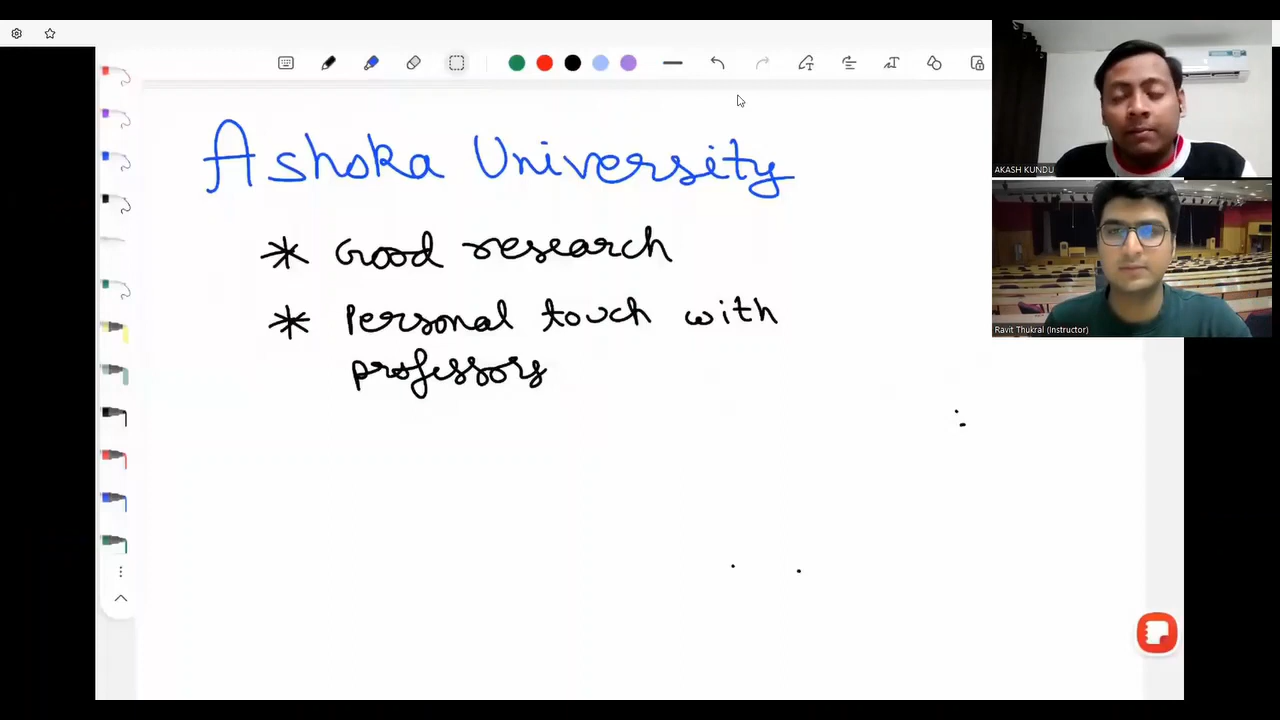 Ashoka University
* Good research
* Personal touch with
professors
AKASH KUNDU
Ravit Thukral (Instructor)